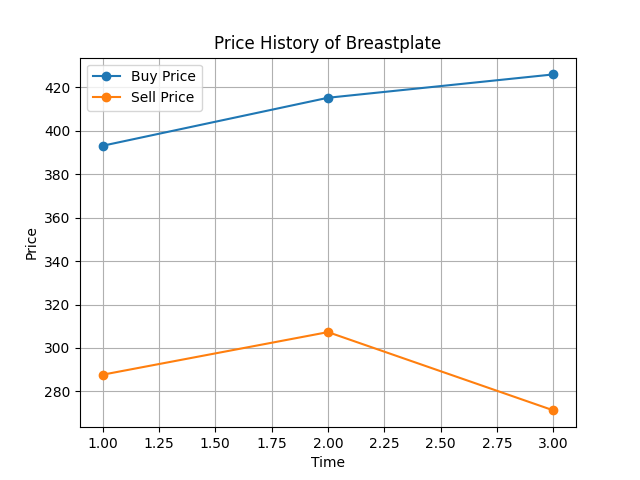 Price History of Breastplate
Buy Price
Sell Price
420
400
380
360
340
320
300
280
Price
1.00 1.25 1.50 1.75 2.00 2.25 2.50 2.75 3.00
Time